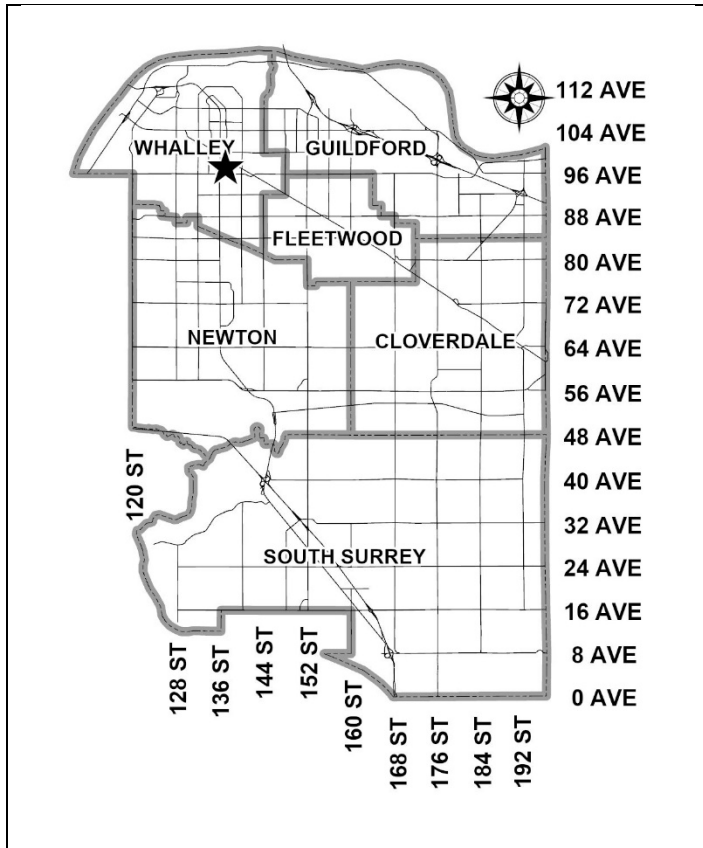 112 AVE
104 AVE
WHALLEY
GUILDFORD
96 AVE
88 AVE
FLEETWOOD
80 AVE
72 AVE
NEWTON
CLOVERDALE
64 AVE
56 AVE
48 AVE
120 ST
40 AVE
32 AVE
SOUTH SURREY
24 AVE
16 AVE
128 ST
136 ST
144 ST
152 ST
8 AVE
160 ST
0 AVE
168 ST
176 ST
184 ST
192 ST